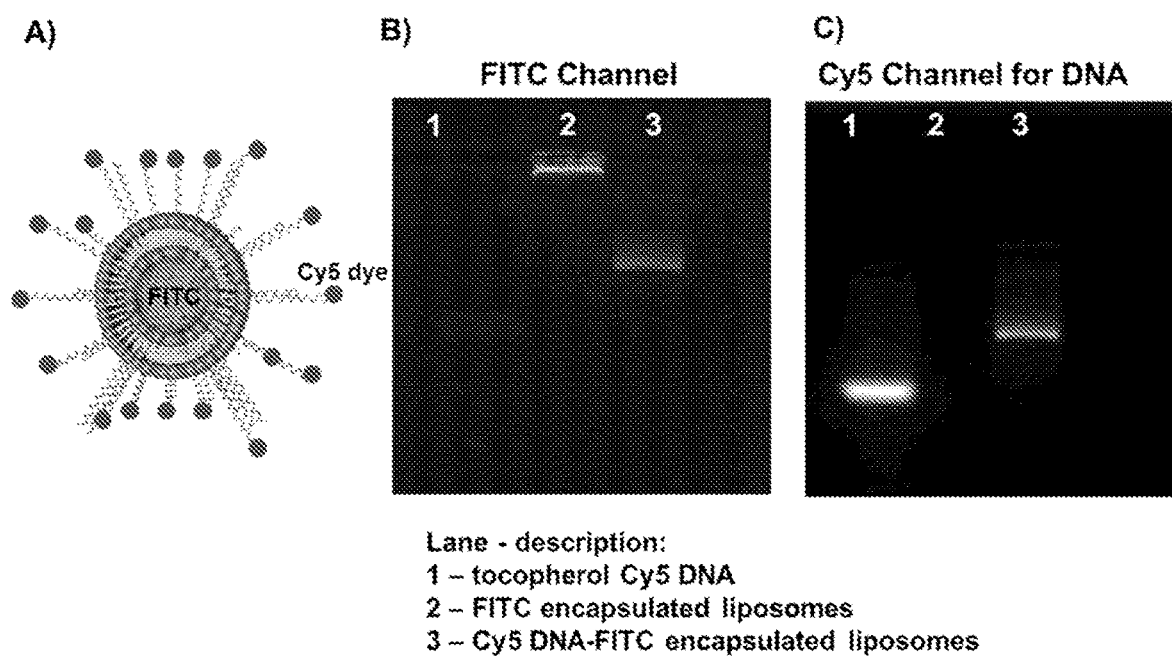 A)
B)
C)
FITC Channel
Cy5 Channel for DNA
1 2 3
1 2 3
FITC
Cy5 dye
Lane - description:
1 – tocopherol Cy5 DNA
2 – FITC encapsulated liposomes
3 – Cy5 DNA-FITC encapsulated liposomes